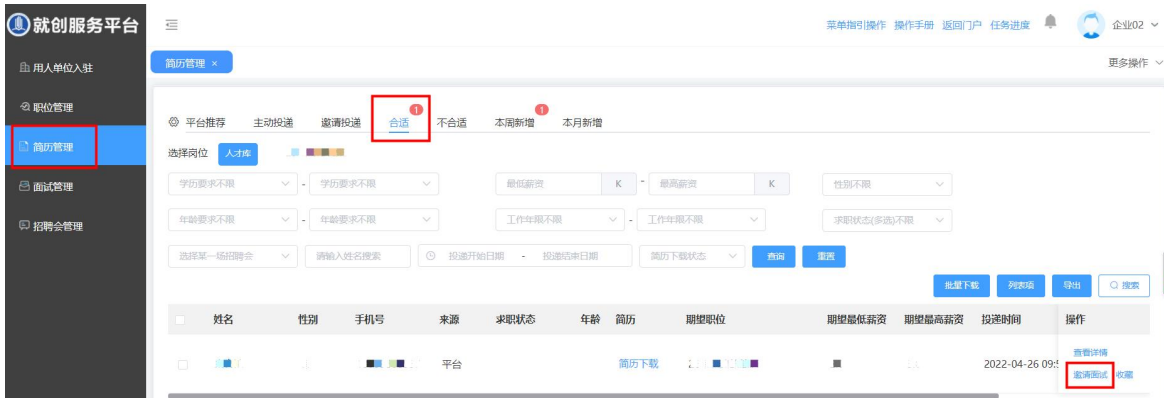 就创服务平台
菜单指引操作 操作手册 返回门户 任务进度 企业02
用人单位入驻
职位管理
简历管理
面试管理
招聘会管理
简历管理 × 更多操作
平台推荐 主动投递 邀请投递 合适 1 不合适 本周新增 1 本月新增
选择岗位 人才库
学历要求不限 - 学历要求不限 最低薪资 K - 最高薪资 K 性别不限
年龄要求不限 - 年龄要求不限 工作年限不限 - 工作年限不限 求职状态(多选)不限
选择某一场招聘会 请输入姓名搜索 投递开始日期 - 投递结束日期 简历下载状态 查询 重置
批量下载 列表项 导出 搜索
姓名 性别 手机号 来源 求职状态 年龄 简历 期望职位 期望最低薪资 期望最高薪资 投递时间 操作
平台 简历下载 2022-04-26 09:5 查看详情
邀请面试 收藏